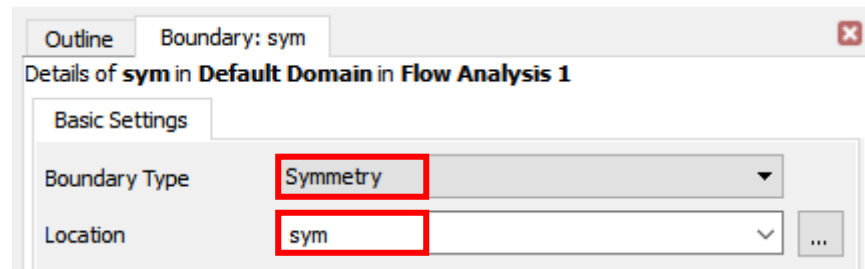 Outline Boundary: sym
Details of sym in Default Domain in Flow Analysis 1
Basic Settings
Boundary Type Symmetry
Location sym ...